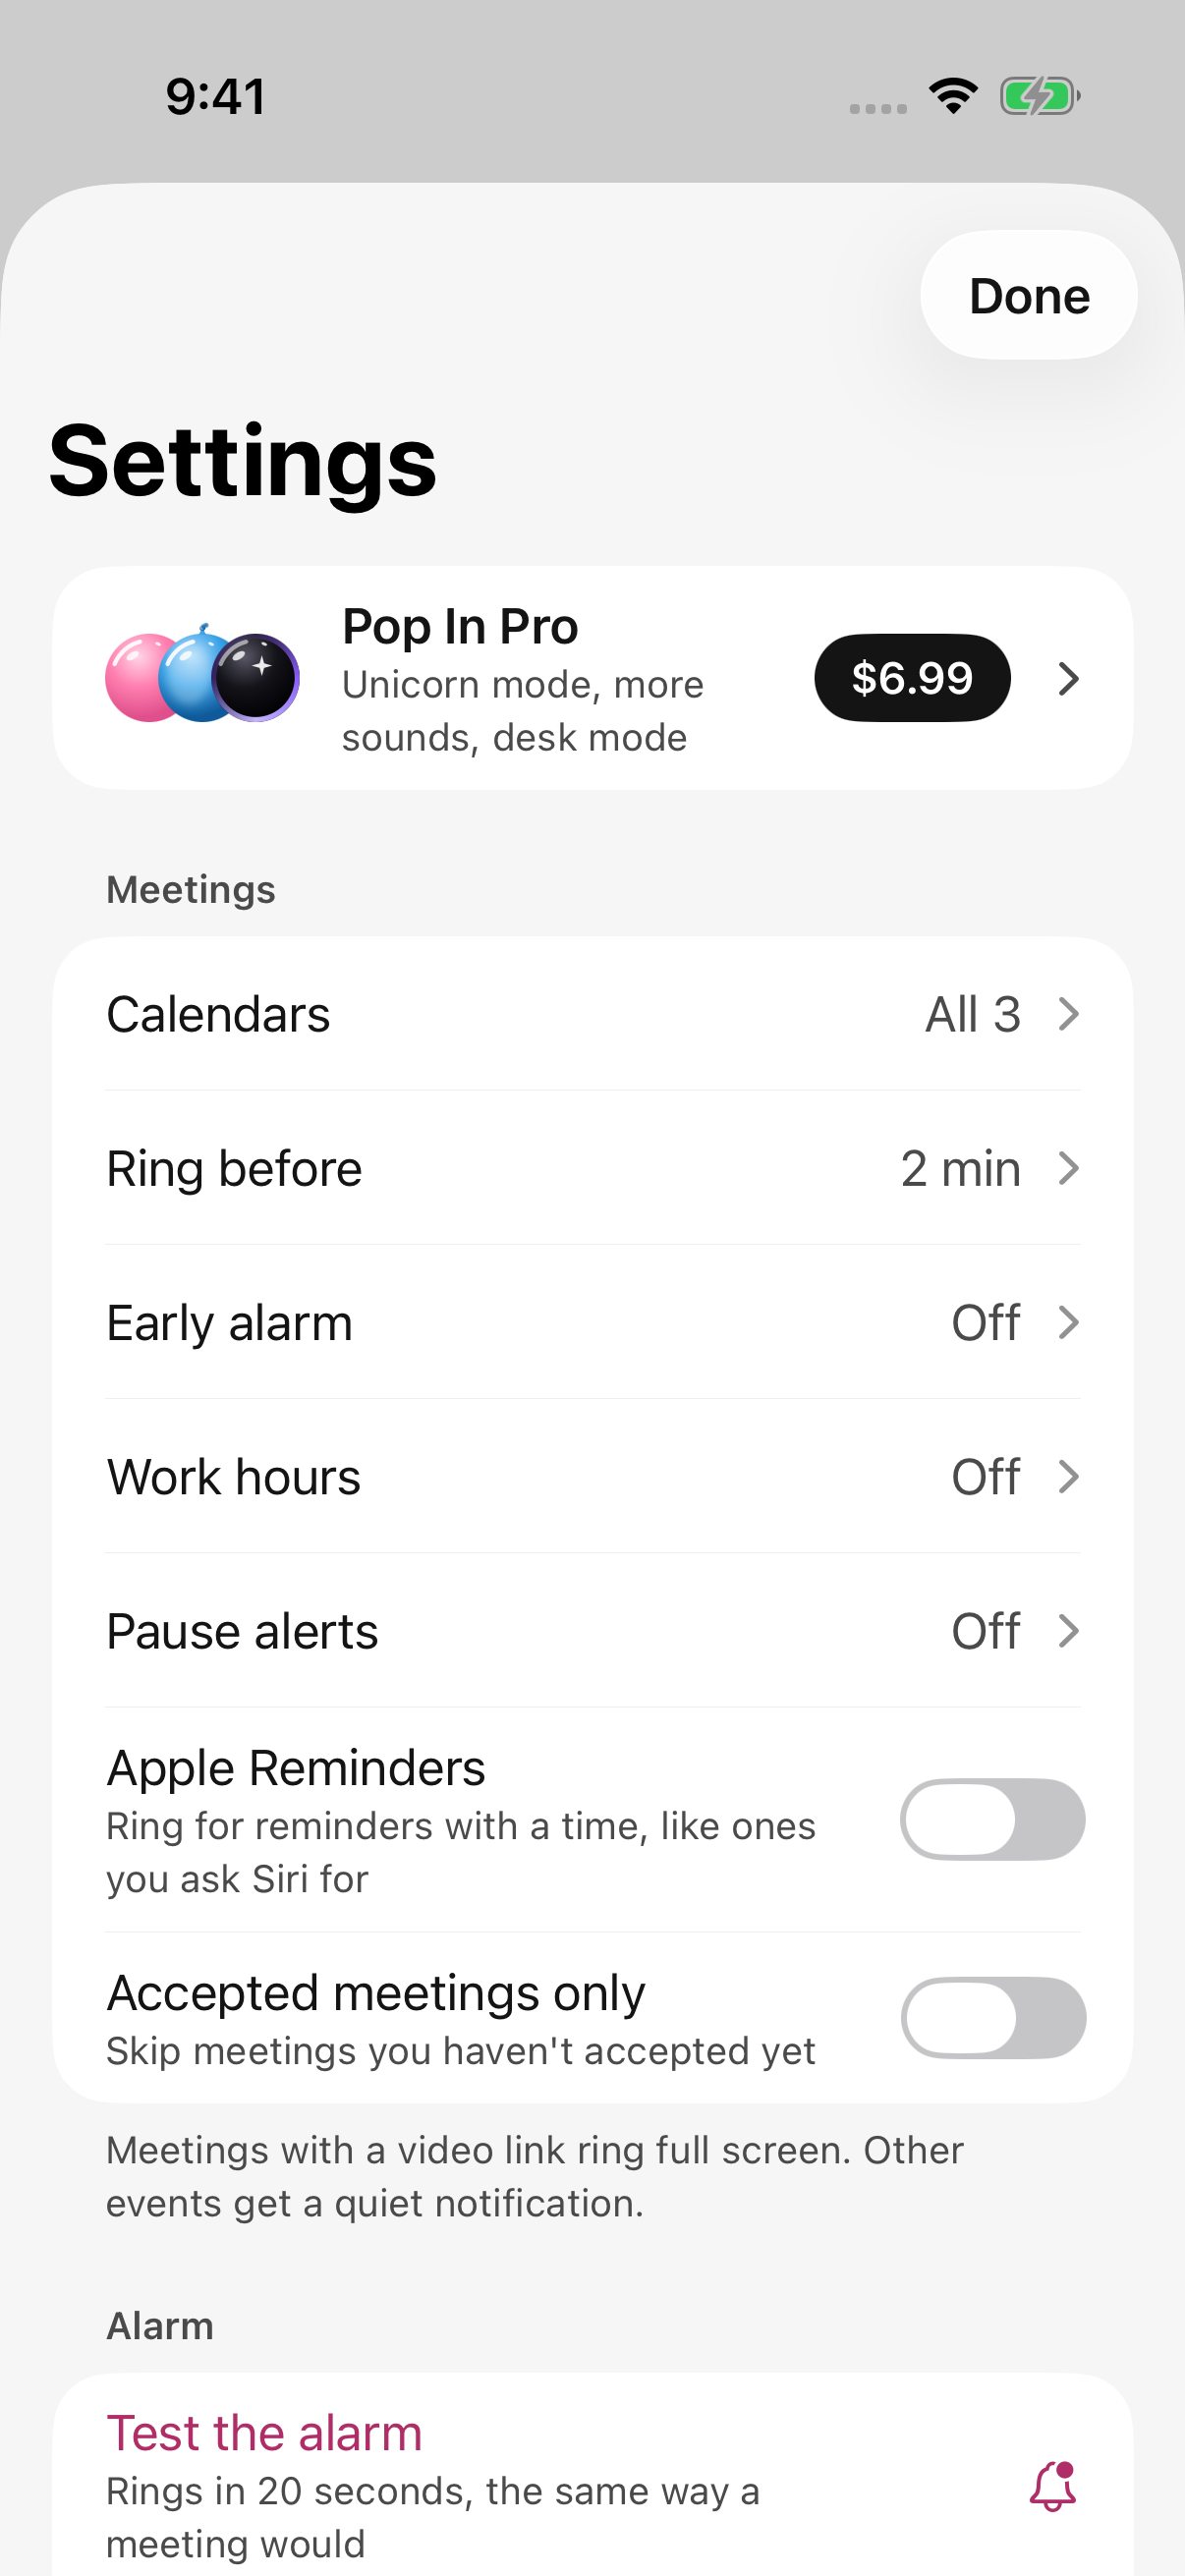 9:41
Done
Settings
Pop In Pro
Unicorn mode, more
sounds, desk mode
$6.99
Meetings
Calendars
All 3
Ring before
2 min
Early alarm
Off
Work hours
Off
Pause alerts
Off
Apple Reminders
Ring for reminders with a time, like ones
you ask Siri for
Accepted meetings only
Skip meetings you haven't accepted yet
Meetings with a video link ring full screen. Other
events get a quiet notification.
Alarm
Test the alarm
Rings in 20 seconds, the same way a
meeting would